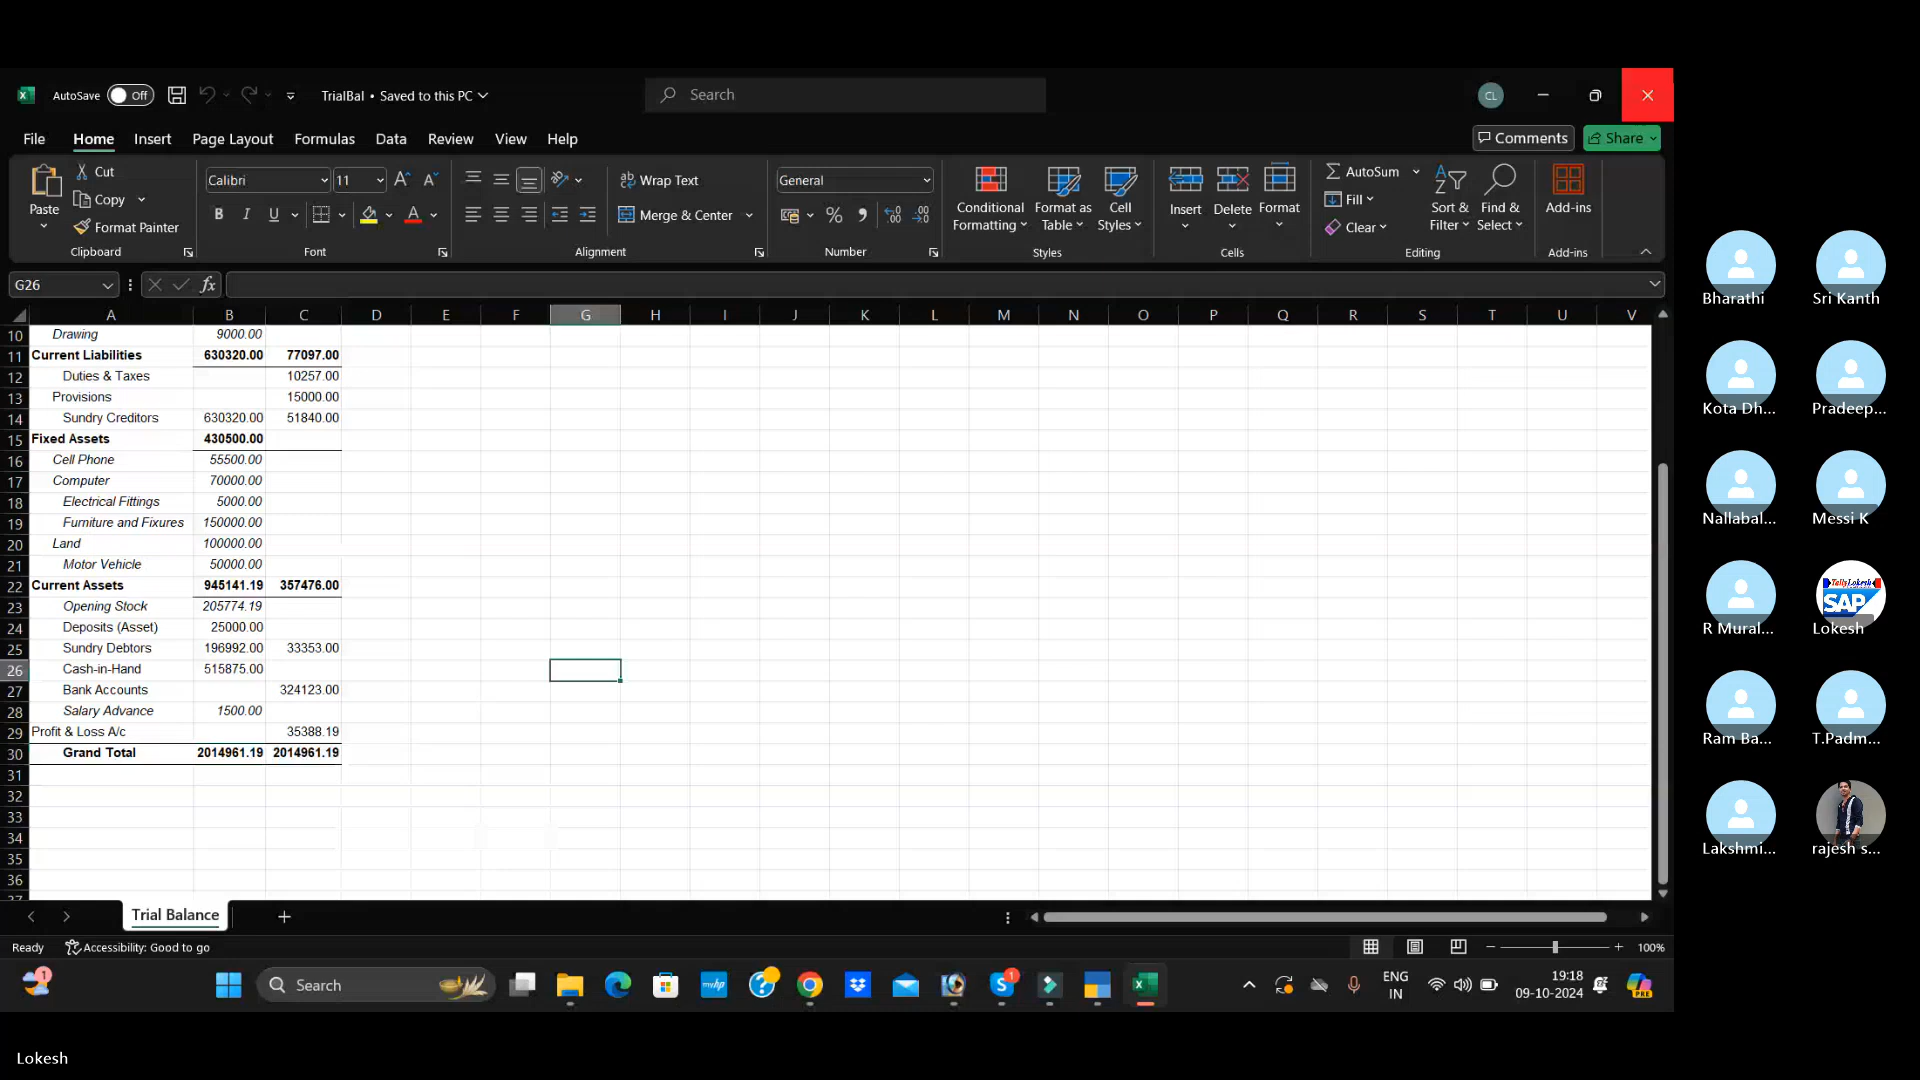 AutoSave Off TrialBal • Saved to this PC Search CL
File Home Insert Page Layout Formulas Data Review View Help Comments Share
Paste Cut Copy Format Painter Clipboard
Calibri 11 B I U A Font
ab Wrap Text Merge & Center Alignment
General % Number
Conditional Formatting Format as Table Cell Styles Styles
Insert Delete Format Cells
AutoSum Fill Clear Sort & Filter Find & Select Editing
Add-ins Add-ins
G26 fx
A B C D E F G H I J K L M N O P Q R S T U V
10 Drawing 9000.00
11 Current Liabilities 630320.00 77097.00
12 Duties & Taxes 10257.00
13 Provisions 15000.00
14 Sundry Creditors 630320.00 51840.00
15 Fixed Assets 430500.00
16 Cell Phone 55500.00
17 Computer 70000.00
18 Electrical Fittings 5000.00
19 Furniture and Fixures 150000.00
20 Land 100000.00
21 Motor Vehicle 50000.00
22 Current Assets 945141.19 357476.00
23 Opening Stock 205774.19
24 Deposits (Asset) 25000.00
25 Sundry Debtors 196992.00 33353.00
26 Cash-in-Hand 515875.00
27 Bank Accounts 324123.00
28 Salary Advance 1500.00
29 Profit & Loss A/c 35388.19
30 Grand Total 2014961.19 2014961.19
31
32
33
34
35
36
37
Trial Balance
Ready Accessibility: Good to go 100%
1 Search myhp S 1 ENG IN 19:18 09-10-2024 PRE
Bharathi Sri Kanth
Kota Dh... Pradeep...
Nallabal... Messi K
TallyLokesh SAP
R Mural... Lokesh
Ram Ba... T.Padm...
Lakshmi... rajesh s...
Lokesh